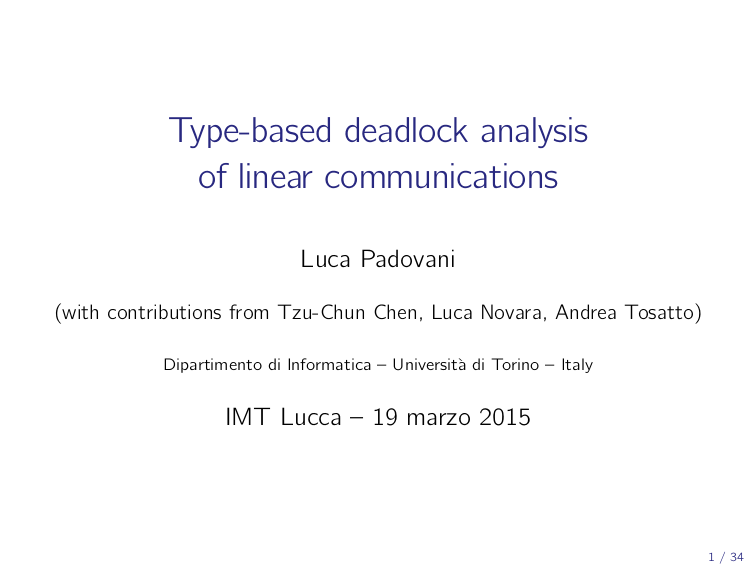 Type-based deadlock analysis
of linear communications
Luca Padovani
(with contributions from Tzu-Chun Chen, Luca Novara, Andrea Tosatto)
Dipartimento di Informatica – Università di Torino – Italy
IMT Lucca – 19 marzo 2015
1 / 34